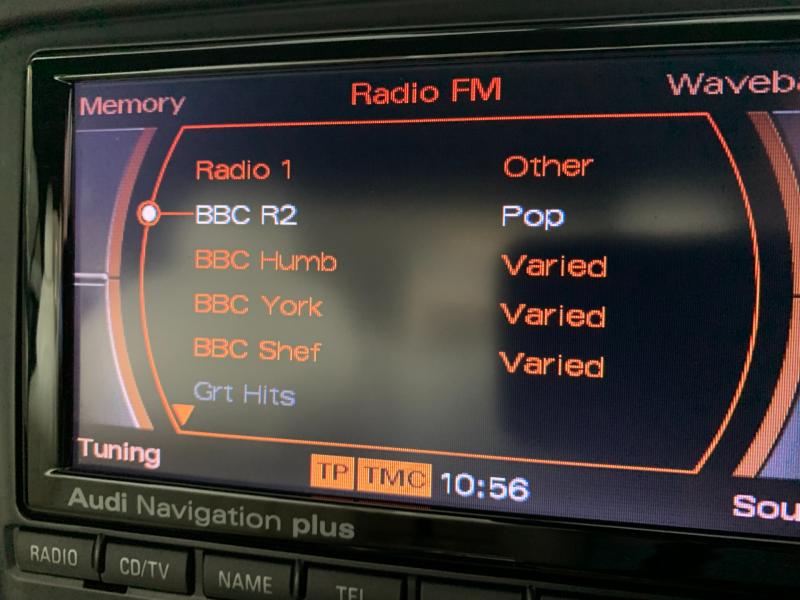 Memory
Radio FM
Radio 1 Other
BBC R2 Pop
BBC Humb Varied
BBC York Varied
BBC Shef Varied
Grt Hits
Tuning
TP TMC 10:56
Audi Navigation plus
RADIO CD/TV NAME